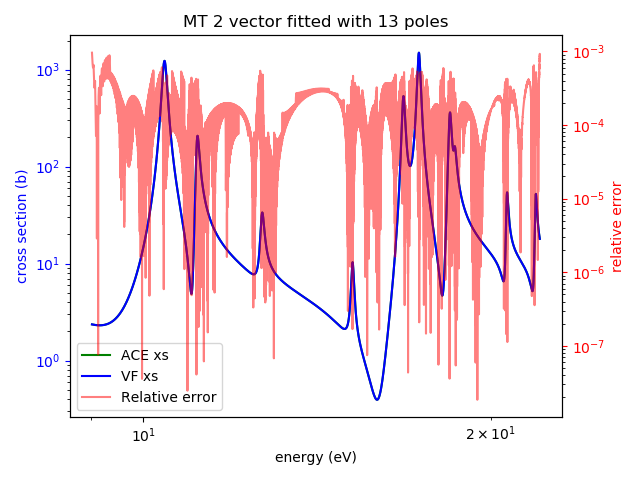 MT 2 vector fitted with 13 poles
cross section (b)
10³
10²
10¹
10⁰
10⁻³
10⁻⁴
10⁻⁵
10⁻⁶
10⁻⁷
relative error
ACE xs
VF xs
Relative error
10¹
2 × 10¹
energy (eV)